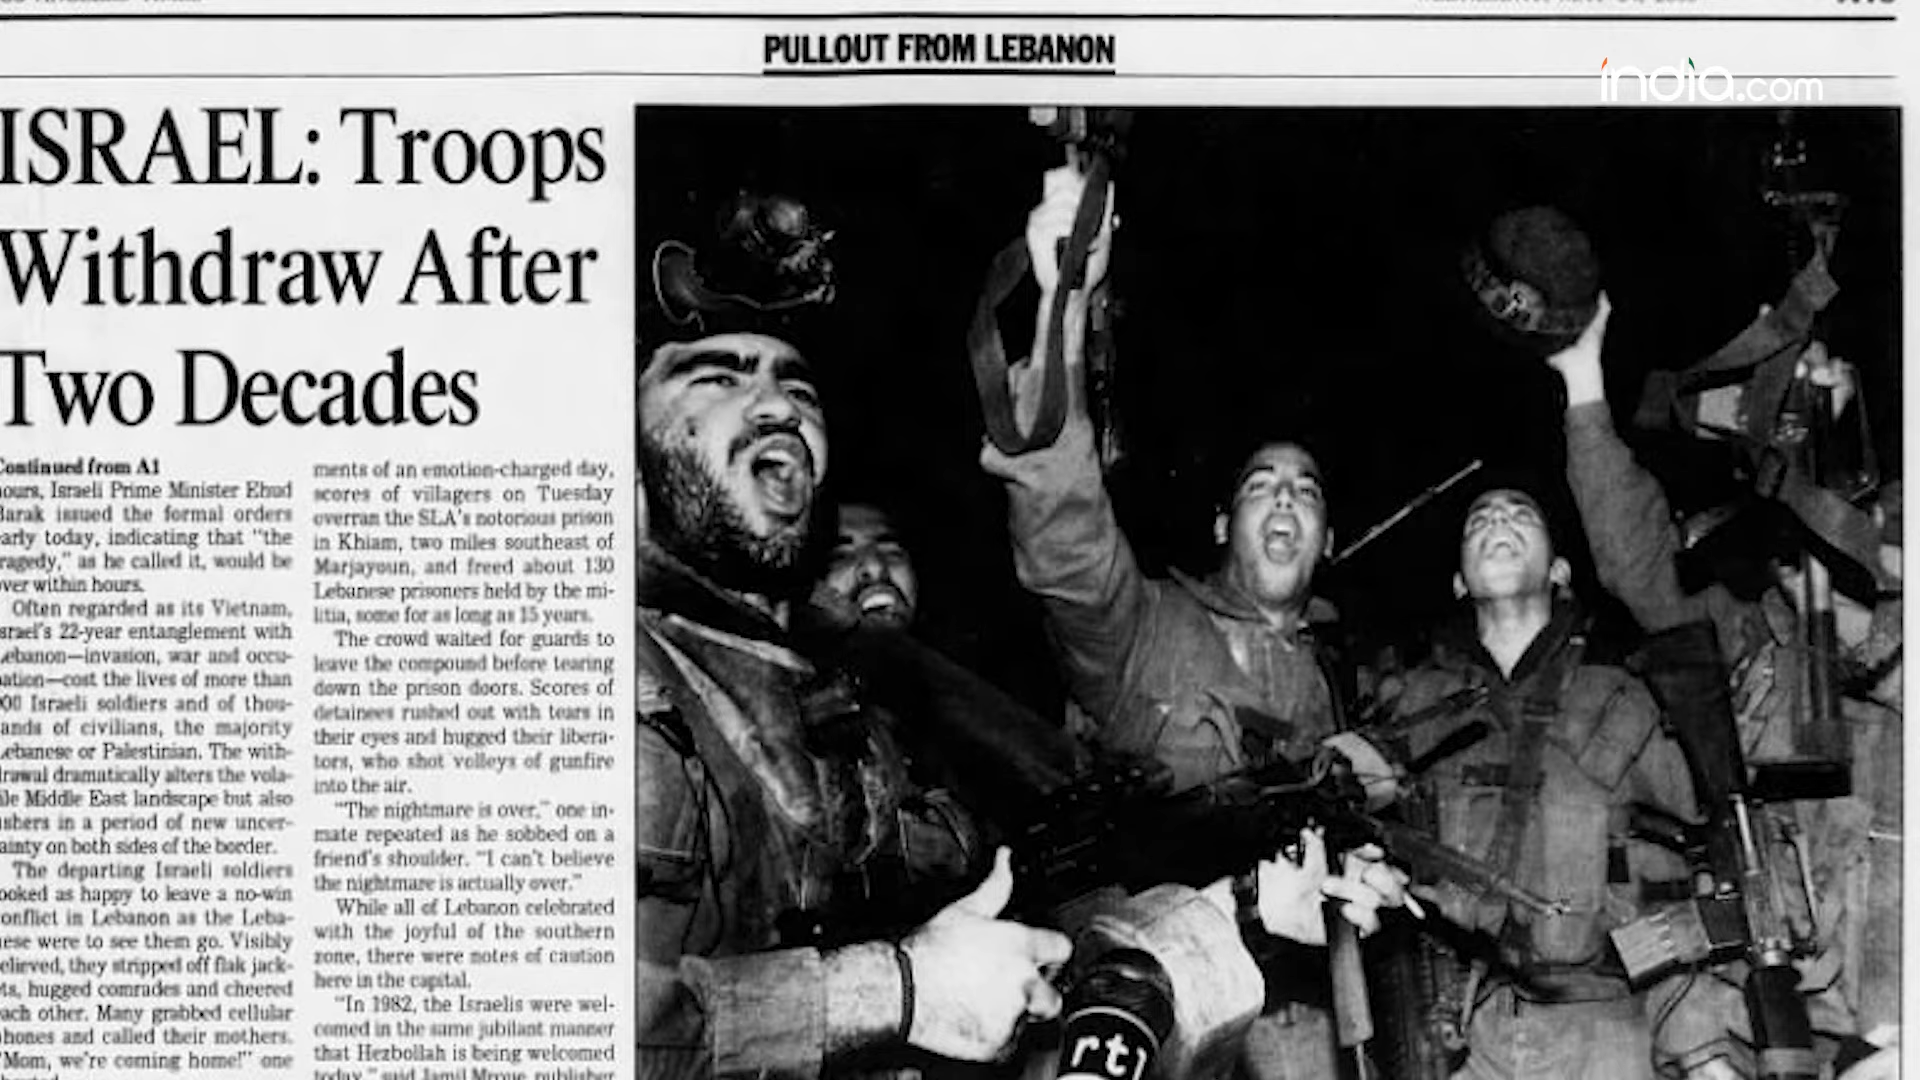 PULLOUT FROM LEBANON
india.com
ISRAEL: Troops
Withdraw After
Two Decades
Continued from A1
hours, Israeli Prime Minister Ehud
Barak issued the formal orders
early today, indicating that "the
tragedy," as he called it, would be
over within hours.
Often regarded as its Vietnam,
Israel's 22-year entanglement with
Lebanon—invasion, war and occu-
pation—cost the lives of more than
00 Israeli soldiers and of thou-
sands of civilians, the majority
Lebanese or Palestinian. The with-
drawal dramatically alters the vola-
tile Middle East landscape but also
ushers in a period of new uncer-
tainty on both sides of the border.
The departing Israeli soldiers
looked as happy to leave a no-win
conflict in Lebanon as the Leba-
nese were to see them go. Visibly
relieved, they stripped off flak jack-
ets, hugged comrades and cheered
each other. Many grabbed cellular
phones and called their mothers.
"Mom, we're coming home!" one
ments of an emotion-charged day,
scores of villagers on Tuesday
overran the SLA's notorious prison
in Khiam, two miles southeast of
Marjayoun, and freed about 130
Lebanese prisoners held by the mi-
litia, some for as long as 15 years.
The crowd waited for guards to
leave the compound before tearing
down the prison doors. Scores of
detainees rushed out with tears in
their eyes and hugged their libera-
tors, who shot volleys of gunfire
into the air.
"The nightmare is over," one in-
mate repeated as he sobbed on a
friend's shoulder. "I can't believe
the nightmare is actually over."
While all of Lebanon celebrated
with the joyful of the southern
zone, there were notes of caution
here in the capital.
"In 1982, the Israelis were wel-
comed in the same jubilant manner
that Hezbollah is being welcomed
today," said Jamil Mroue, publisher
rtl